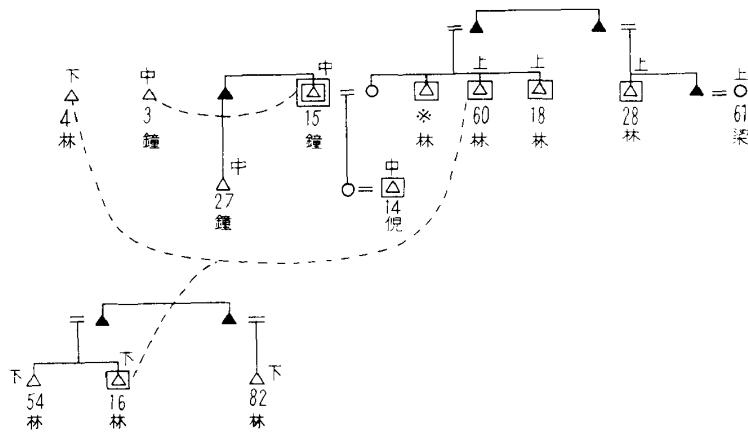 上 上
下 中 中 上 上
4 3 15 ※ 60 18 28 61
林 鐘 鐘 林 林 林 林 梁
中 中
27 14
鐘 倪
下 下 下
54 16 82
林 林 林